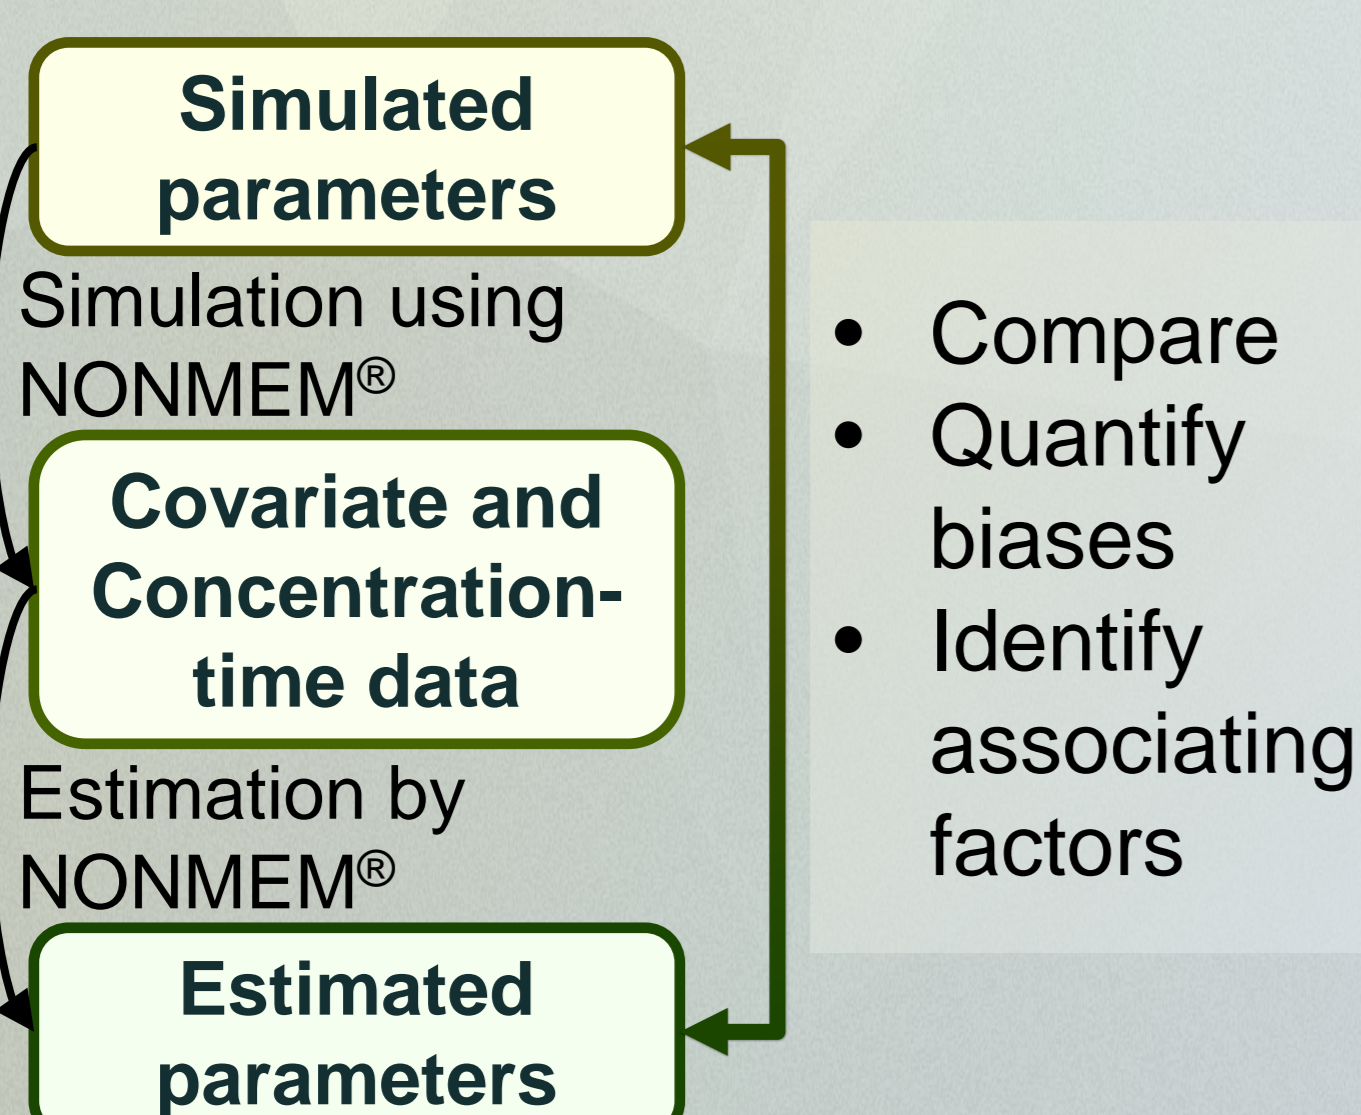 Simulated
parameters
Simulation using
NONMEM®
Covariate and
Concentration-
time data
Estimation by
NONMEM®
Estimated
parameters
• Compare
• Quantify
biases
• Identify
associating
factors